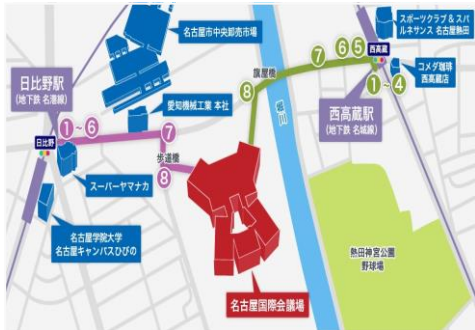 スポーツクラブ&スパ
ルネサンス 名古屋熱田
名古屋市中央卸売市場
西高蔵
旗屋橋
⑦
⑥⑤
コメダ珈琲
西高蔵店
日比野駅
(地下鉄 名港線)
愛知機械工業 本社
⑧
①~④
西高蔵駅
(地下鉄 名城線)
堀川
①~⑥
⑦
日比野
歩道橋
⑧
スーパーヤマナカ
名古屋学院大学
名古屋キャンパスひびの
熱田神宮公園
野球場
名古屋国際会議場